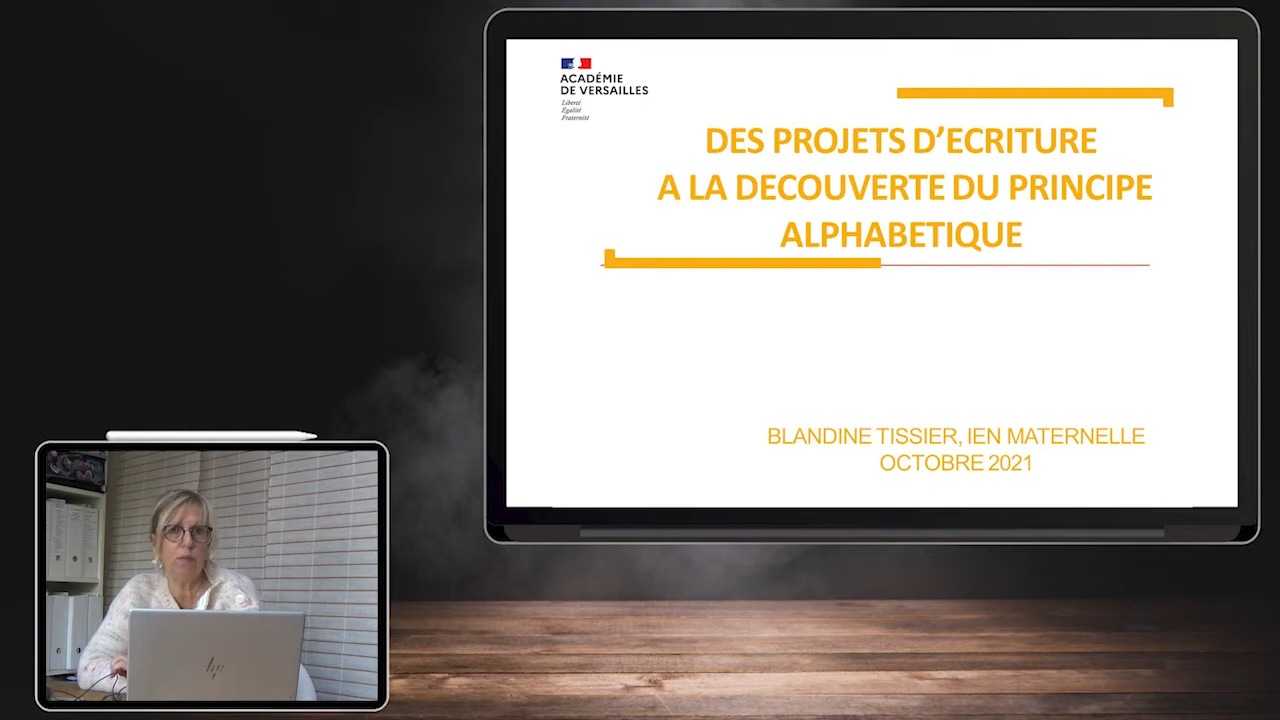 ACADÉMIE
DE VERSAILLES
Liberté
Égalité
Fraternité
DES PROJETS D'ECRITURE
A LA DECOUVERTE DU PRINCIPE
ALPHABETIQUE
BLANDINE TISSIER, IEN MATERNELLE
OCTOBRE 2021
hp